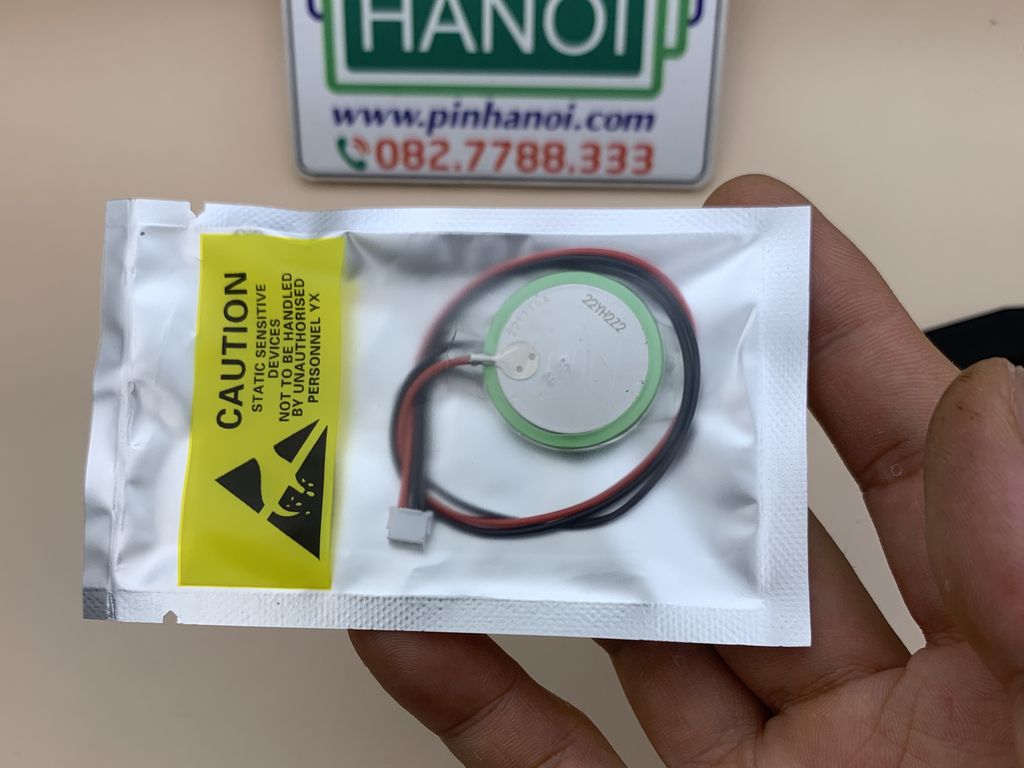 HANOI
www.pinhanoi.com
082.7788.333
CAUTION
STATIC SENSITIVE
DEVICES
NOT TO BE HANDLED
BY UNAUTHORISED
PERSONNEL YX
22YH2Z2